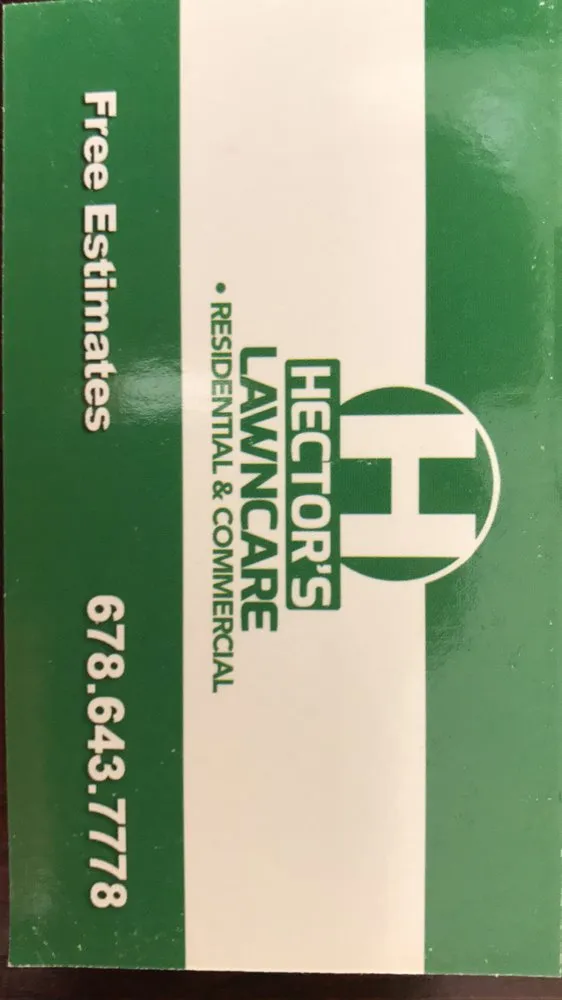 H
HECTOR'S
LAWNCARE
• RESIDENTIAL & COMMERCIAL
Free Estimates 678.643.7778